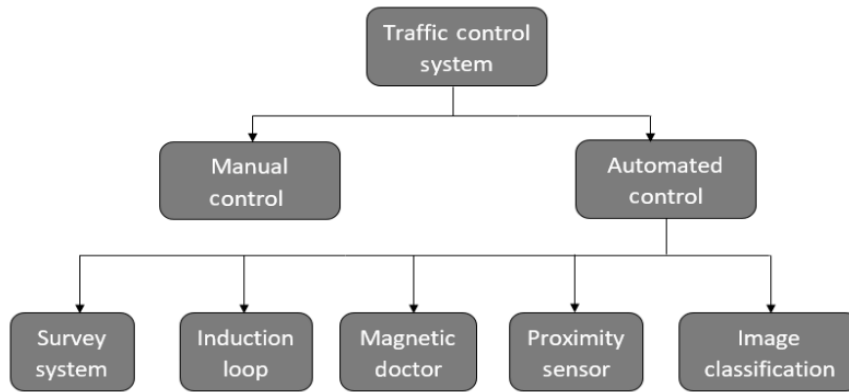 Traffic control
system
Manual
control
Automated
control
Survey
system
Induction
loop
Magnetic
doctor
Proximity
sensor
Image
classification